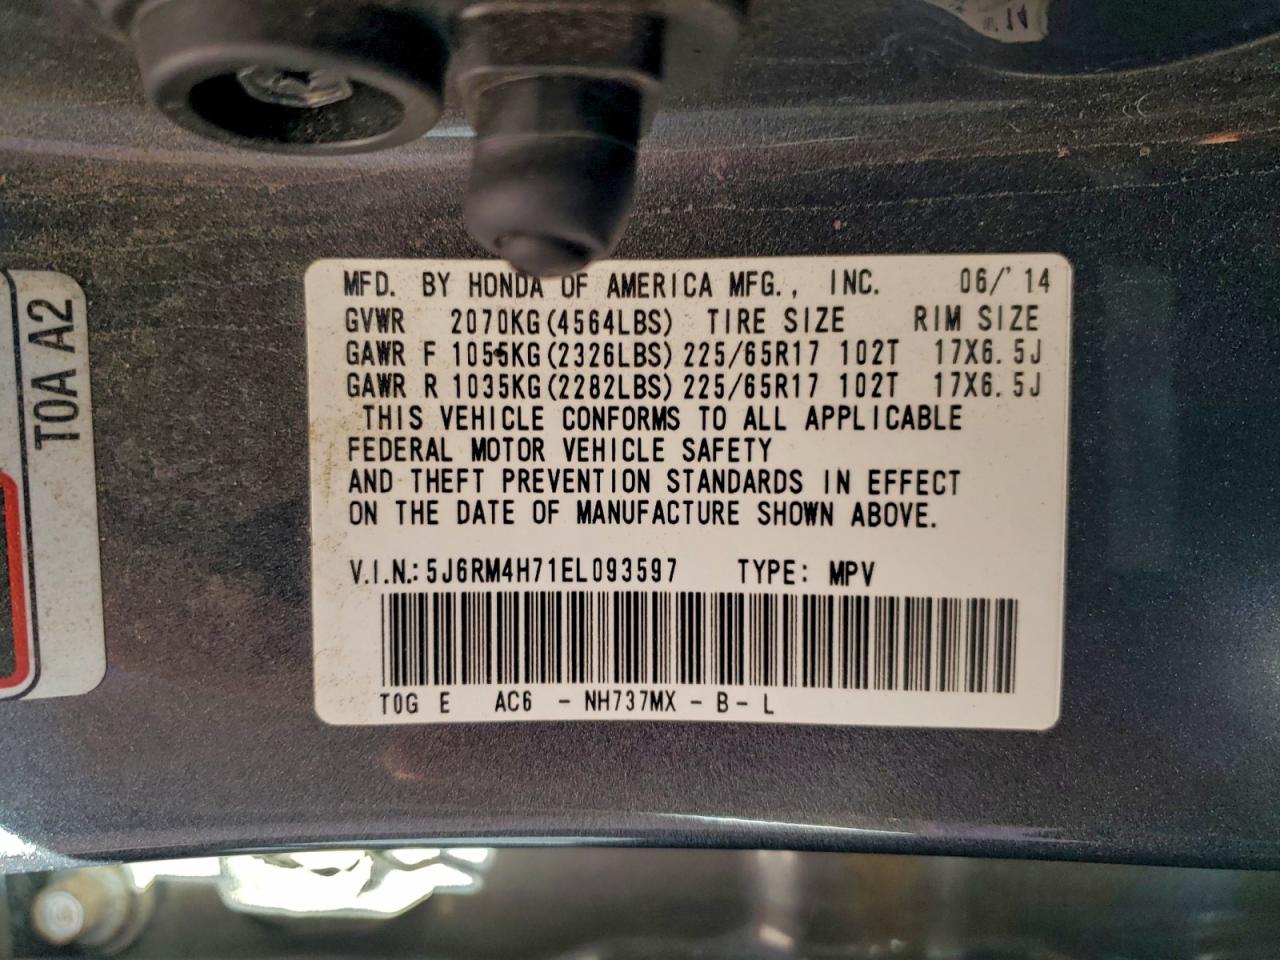 MFD. BY HONDA OF AMERICA MFG., INC. 06/'14
GVWR 2070KG(4564LBS) TIRE SIZE RIM SIZE
GAWR F 1055KG(2326LBS) 225/65R17 102T 17X6.5J
GAWR R 1035KG(2282LBS) 225/65R17 102T 17X6.5J
THIS VEHICLE CONFORMS TO ALL APPLICABLE
FEDERAL MOTOR VEHICLE SAFETY
AND THEFT PREVENTION STANDARDS IN EFFECT
ON THE DATE OF MANUFACTURE SHOWN ABOVE.
V.I.N.: 5J6RM4H71EL093597 TYPE: MPV
T0G E AC6 - NH737MX - B - L
T0A A2